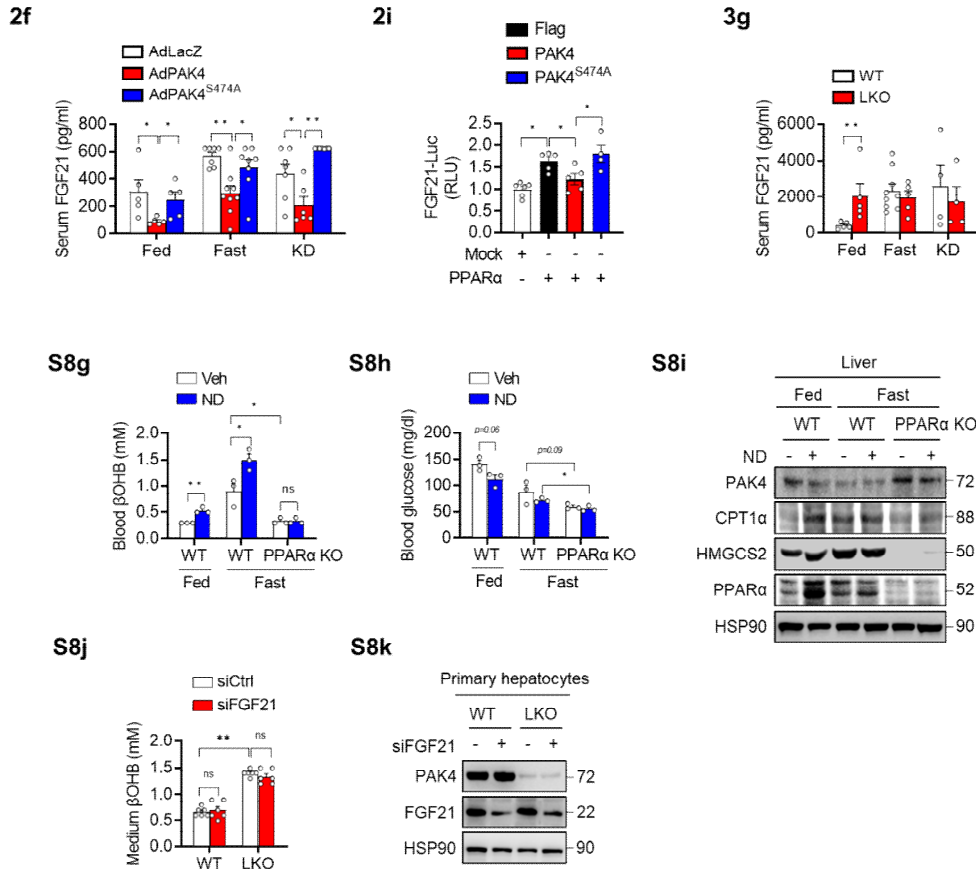 2f
AdLacZ
AdPAK4
AdPAK4^S474A
* * ** * * **
Serum FGF21 (pg/ml)
800
600
400
200
0
Fed Fast KD
2i
Flag
PAK4
PAK4^S474A
* * *
FGF21-Luc
(RLU)
2.5
2.0
1.5
1.0
0.5
0.0
Mock + - - -
PPARα - + + +
3g
WT
LKO
**
Serum FGF21 (pg/ml)
6000
4000
2000
0
Fed Fast KD
S8g
Veh
ND
** * * ns
Blood βOHB (mM)
2.0
1.5
1.0
0.5
0.0
WT WT PPARα KO
Fed Fast
S8h
Veh
ND
p=0.06 p=0.09 *
Blood glucose (mg/dl)
200
150
100
50
0
WT WT PPARα KO
Fed Fast
S8i
Liver
Fed Fast
WT WT PPARα KO
ND - + - + - +
PAK4 72
CPT1α 88
HMGCS2 50
PPARα 52
HSP90 90
S8j
siCtrl
siFGF21
ns ** ns
Medium βOHB (mM)
2.0
1.5
1.0
0.5
0.0
WT LKO
S8k
Primary hepatocytes
WT LKO
siFGF21 - + - +
PAK4 72
FGF21 22
HSP90 90